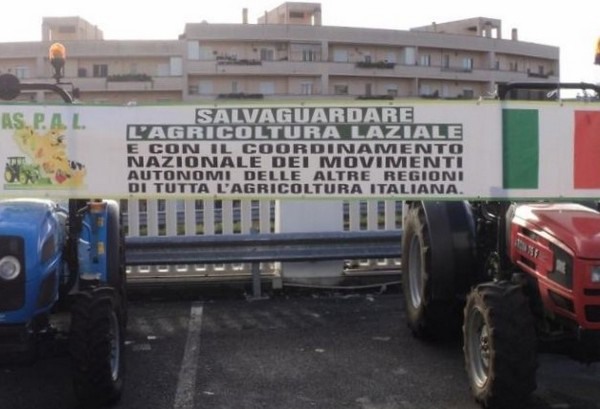 AS.P.A.L.
SALVAGUARDARE
L'AGRICOLTURA LAZIALE
E CON IL COORDINAMENTO
NAZIONALE DEI MOVIMENTI
AUTONOMI DELLE ALTRE REGIONI
DI TUTTA L'AGRICOLTURA ITALIANA.